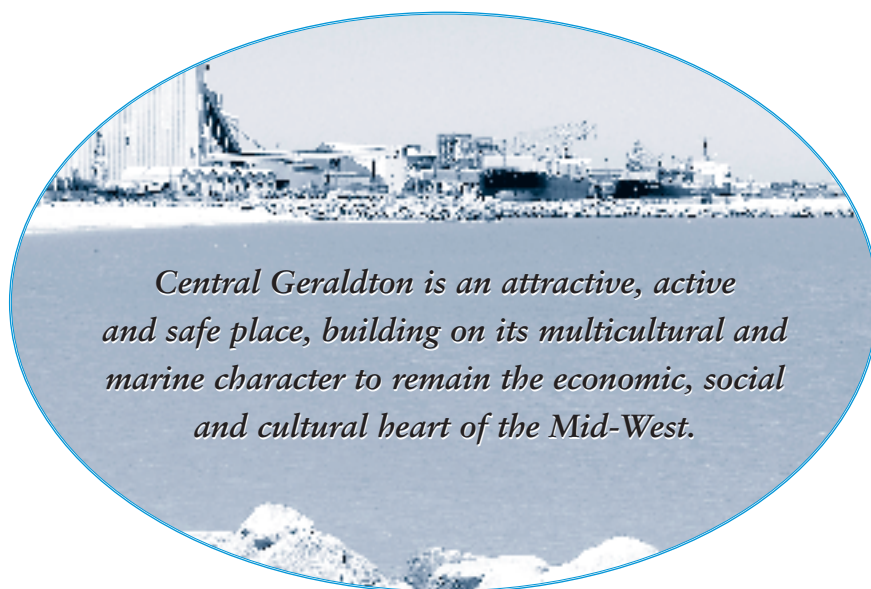 Central Geraldton is an attractive, active
and safe place, building on its multicultural and
marine character to remain the economic, social
and cultural heart of the Mid-West.